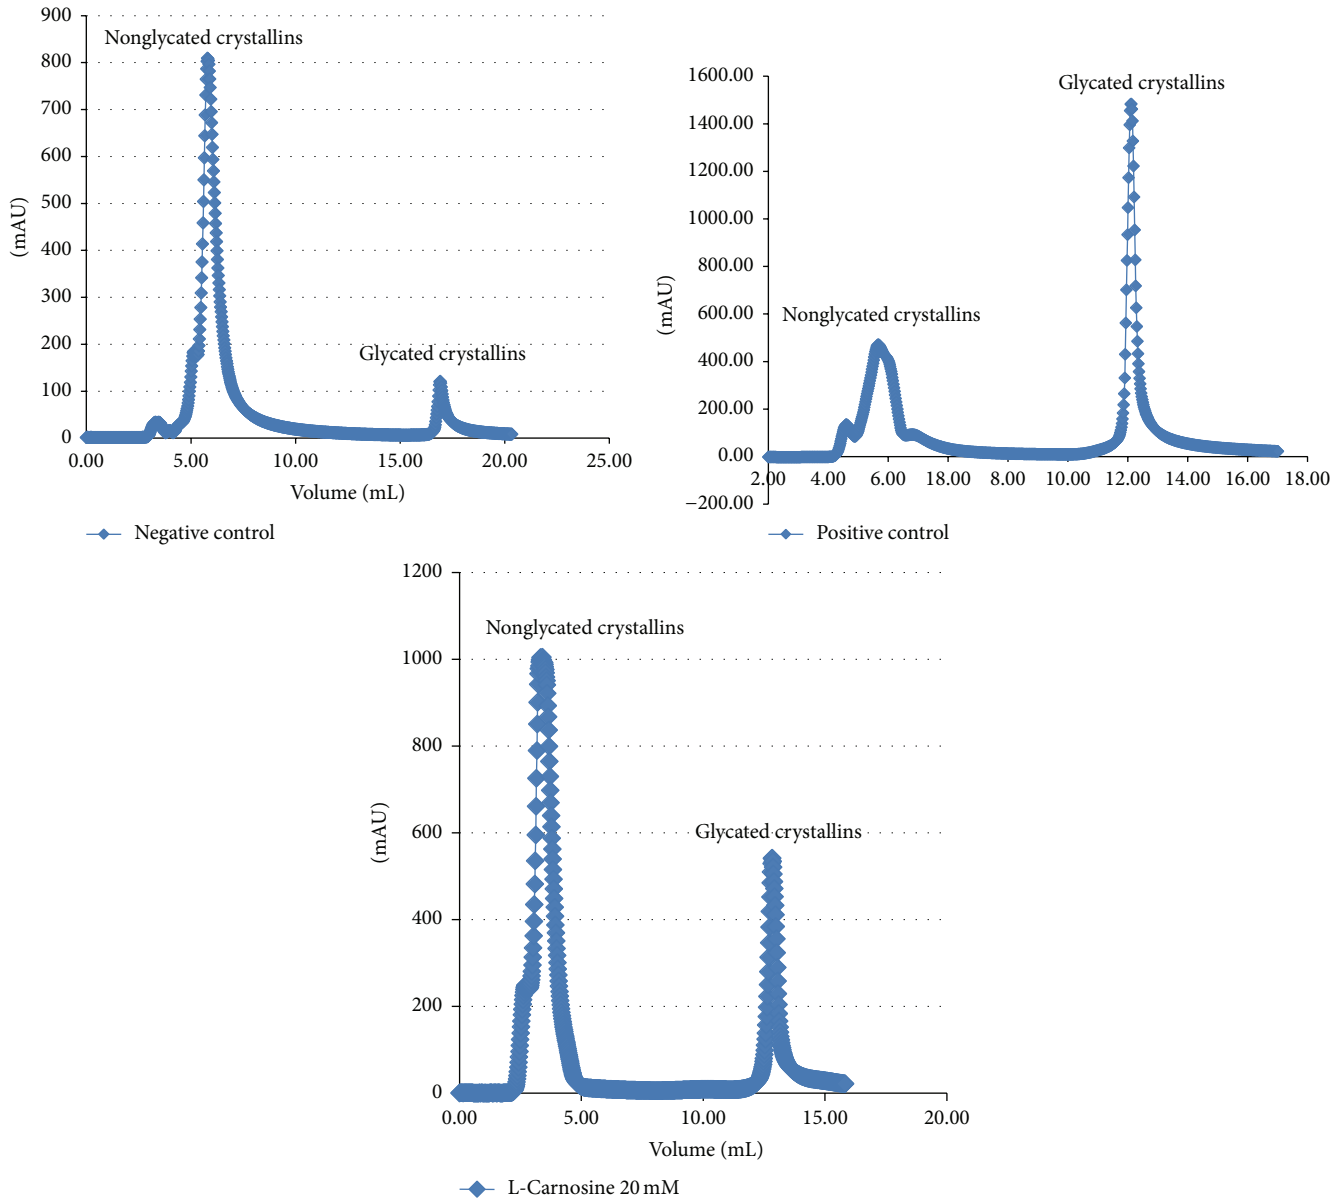 900
800
700
600
500
400
300
200
100
0
(mAU)
Nonglycated crystallins
Glycated crystallins
0.00 5.00 10.00 15.00 20.00 25.00
Volume (mL)
Negative control
1600.00
1400.00
1200.00
1000.00
800.00
600.00
400.00
200.00
0.00
−200.00
(mAU)
Glycated crystallins
Nonglycated crystallins
2.00 4.00 6.00 18.00 08.00 10.00 12.00 14.00 16.00 18.00
Positive control
1200
1000
800
600
400
200
0
(mAU)
Nonglycated crystallins
Glycated crystallins
0.00 5.00 10.00 15.00 20.00
Volume (mL)
L-Carnosine 20 mM